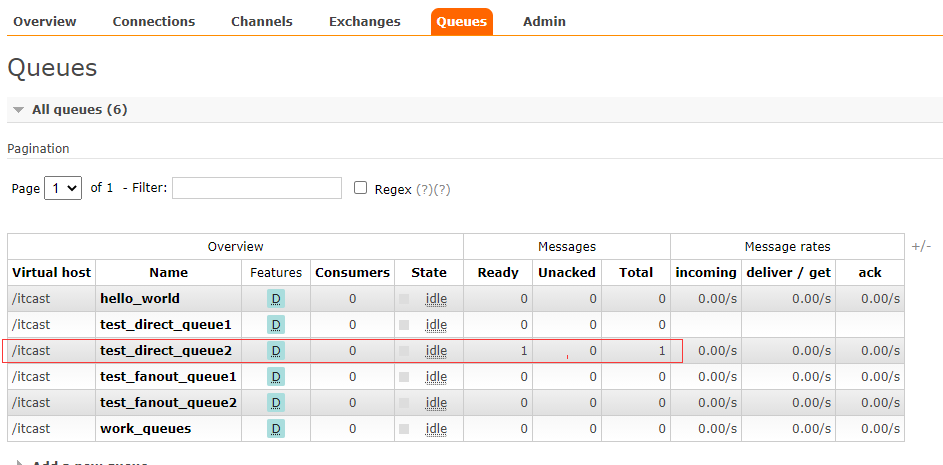 Overview Connections Channels Exchanges Queues Admin
Queues
All queues (6)
Pagination
Page 1 of 1 - Filter: Regex (?)(?)
Overview Messages Message rates +/-
Virtual host Name Features Consumers State Ready Unacked Total incoming deliver / get ack
/itcast hello_world D 0 idle 0 0 0 0.00/s 0.00/s 0.00/s
/itcast test_direct_queue1 D 0 idle 0 0 0
/itcast test_direct_queue2 D 0 idle 1 0 1 0.00/s 0.00/s 0.00/s
/itcast test_fanout_queue1 D 0 idle 0 0 0 0.00/s 0.00/s 0.00/s
/itcast test_fanout_queue2 D 0 idle 0 0 0 0.00/s 0.00/s 0.00/s
/itcast work_queues D 0 idle 0 0 0 0.00/s 0.00/s 0.00/s
Add a new queue